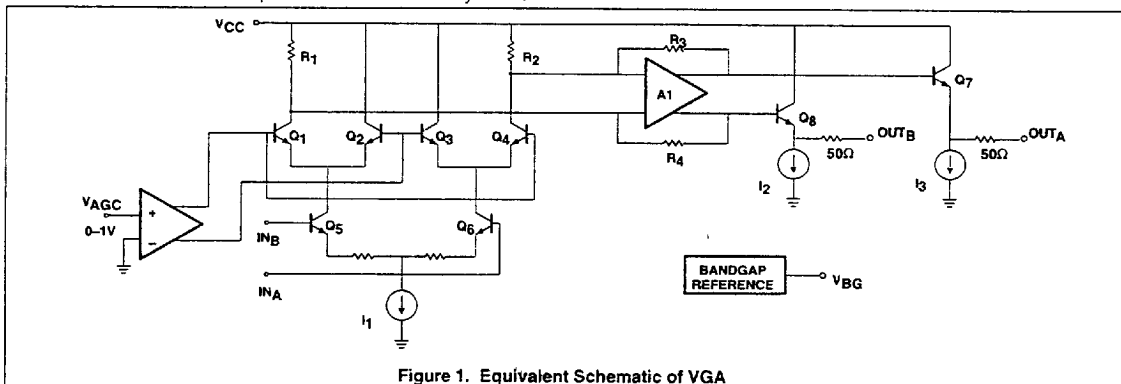 VCC
R1
R2
R3
A1
Q7
Q1
Q2
Q3
Q4
Q8
OUTB
OUTA
R4
50Ω
50Ω
I2
I3
VAGC
+
0–1V
–
INB
Q5
Q6
INA
I1
BANDGAP
REFERENCE
VBG
Figure 1. Equivalent Schematic of VGA